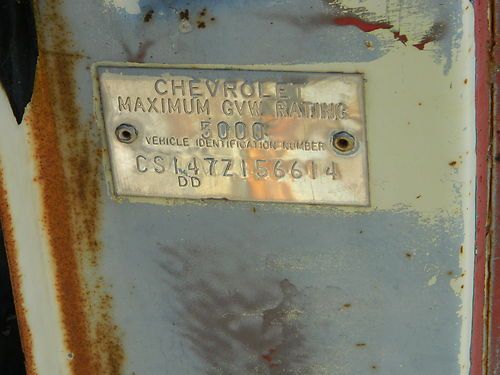 CHEVROLET
MAXIMUM GVW RATING
5000
VEHICLE IDENTIFICATION NUMBER
CS147Z156614
DD